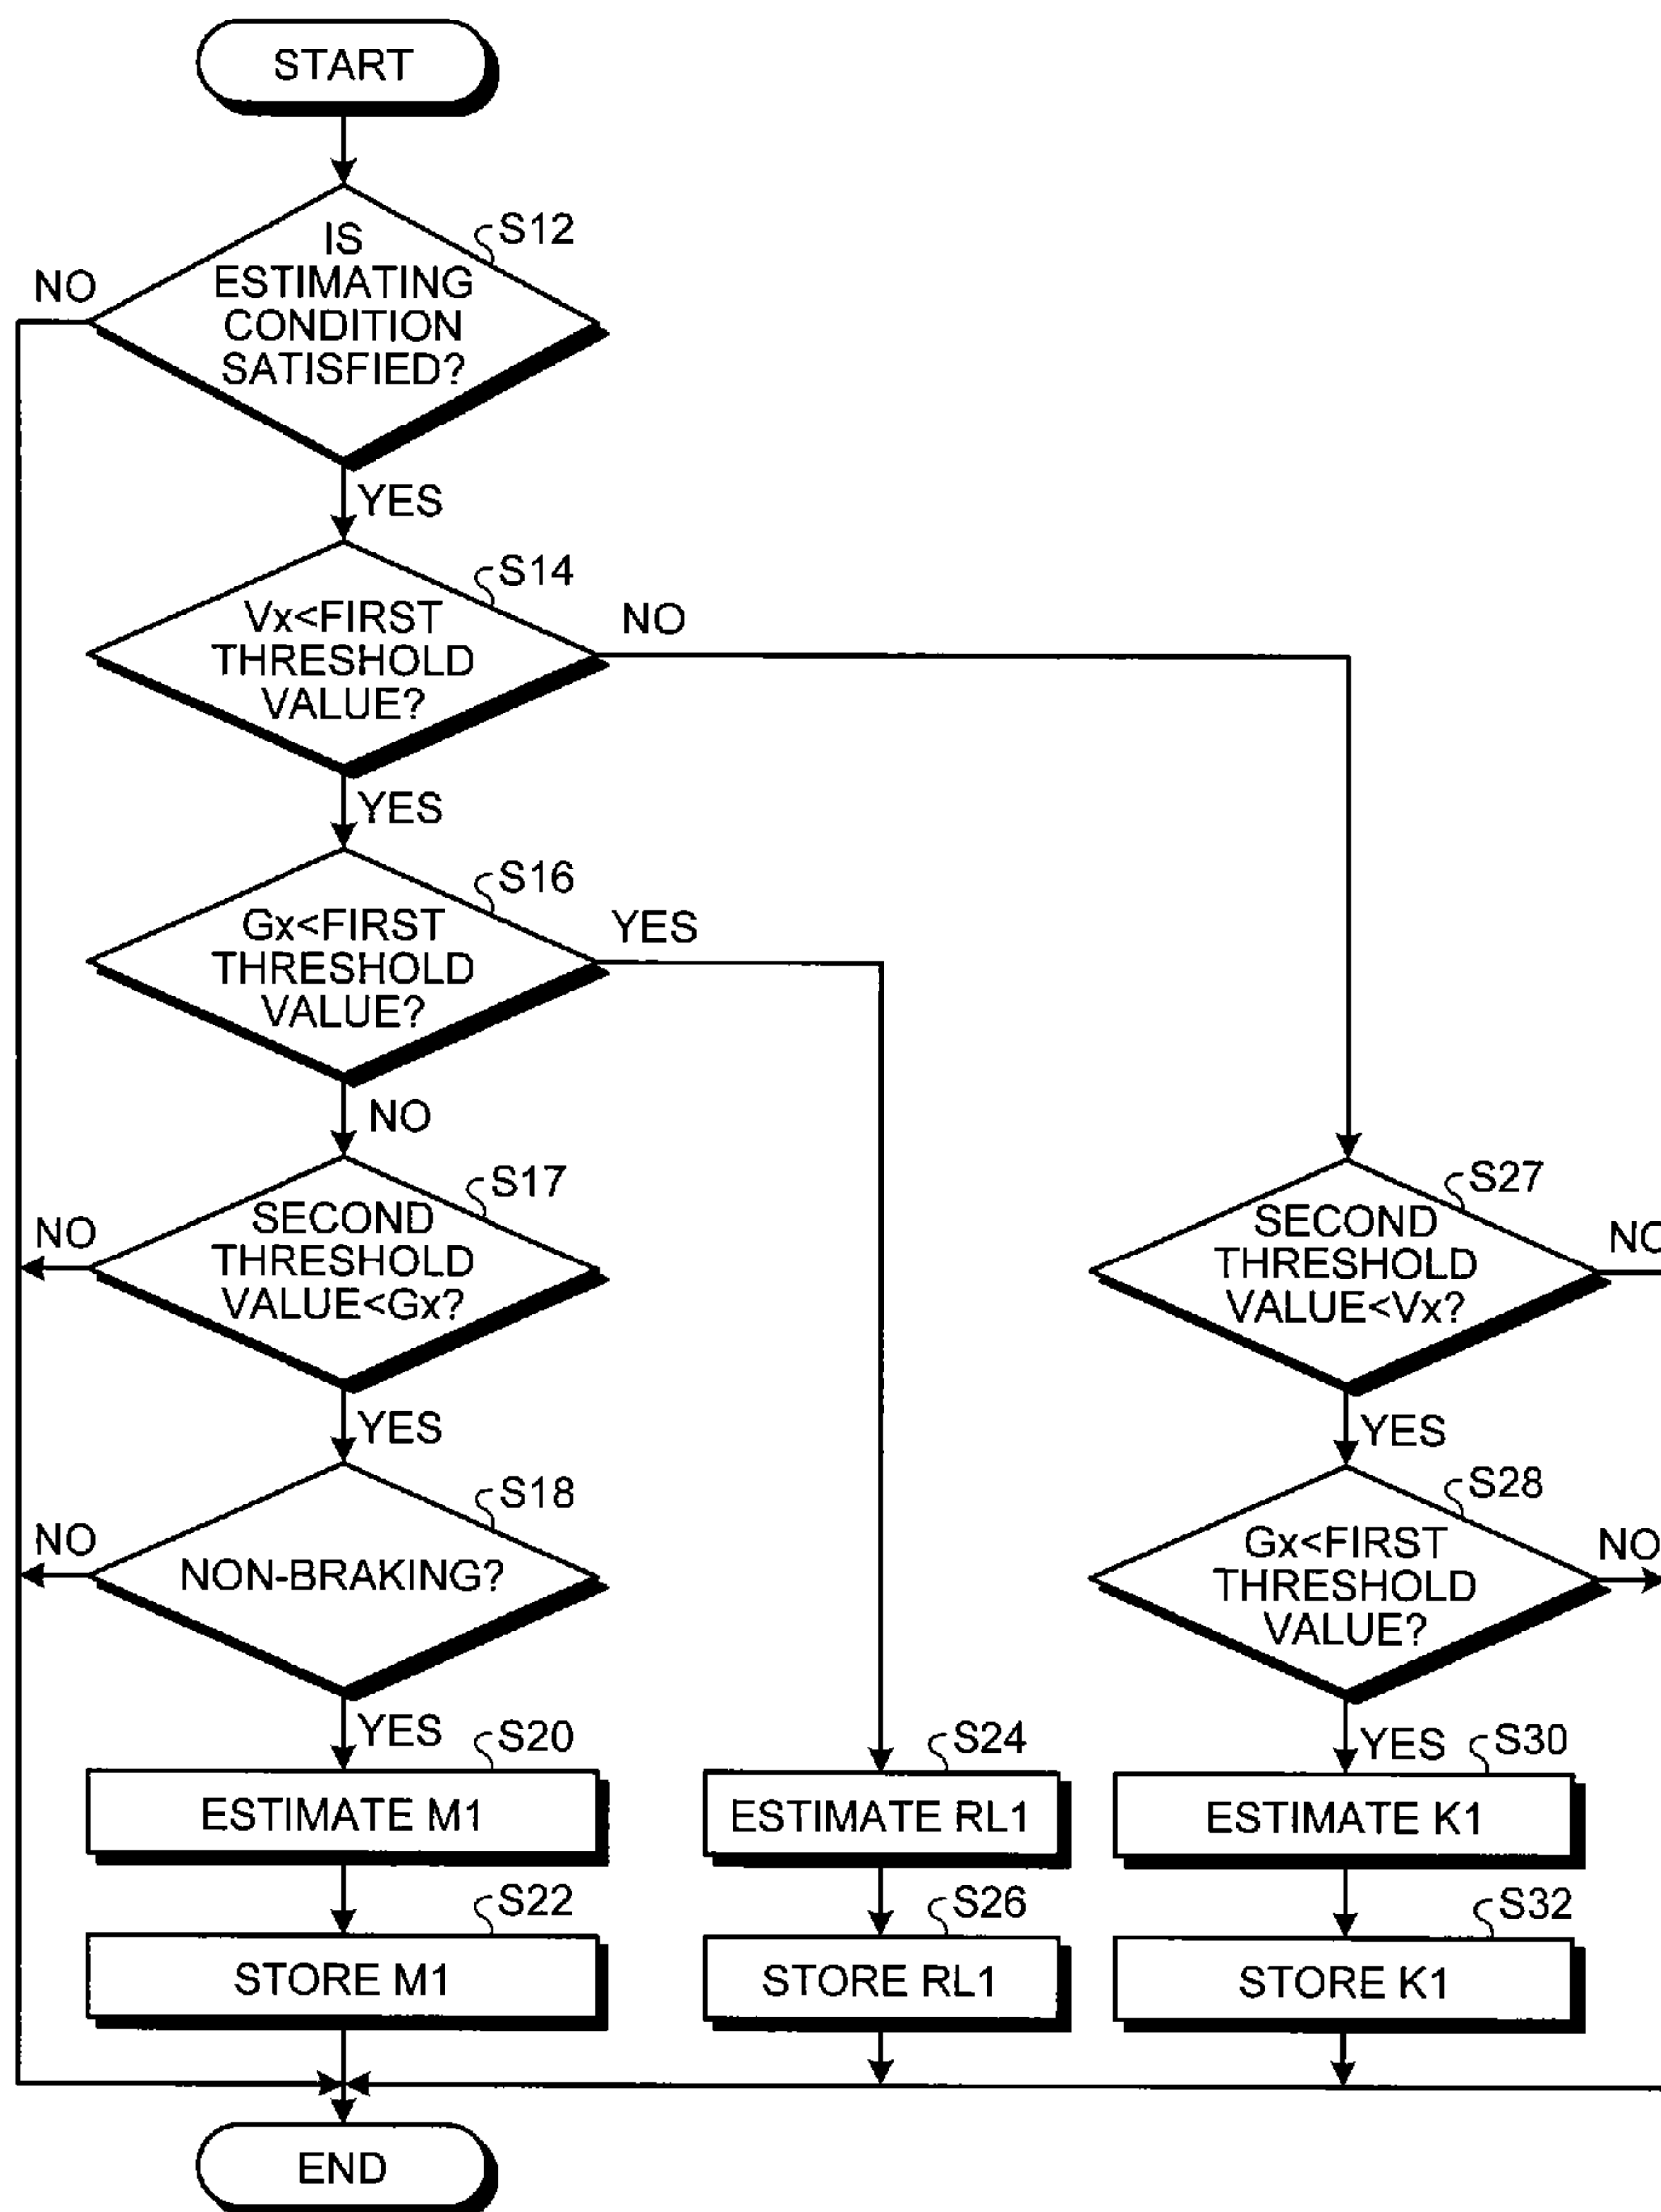 START
S12
IS
ESTIMATING
CONDITION
SATISFIED?
NO
YES
S14
Vx<FIRST
THRESHOLD
VALUE?
NO
YES
S16
Gx<FIRST
THRESHOLD
VALUE?
YES
NO
S17
SECOND
THRESHOLD
VALUE<Gx?
NO
YES
S27
SECOND
THRESHOLD
VALUE<Vx?
NO
YES
S18
NON-BRAKING?
NO
YES
S28
Gx<FIRST
THRESHOLD
VALUE?
NO
YES
S20
ESTIMATE M1
S24
ESTIMATE RL1
S30
ESTIMATE K1
S22
STORE M1
S26
STORE RL1
S32
STORE K1
END